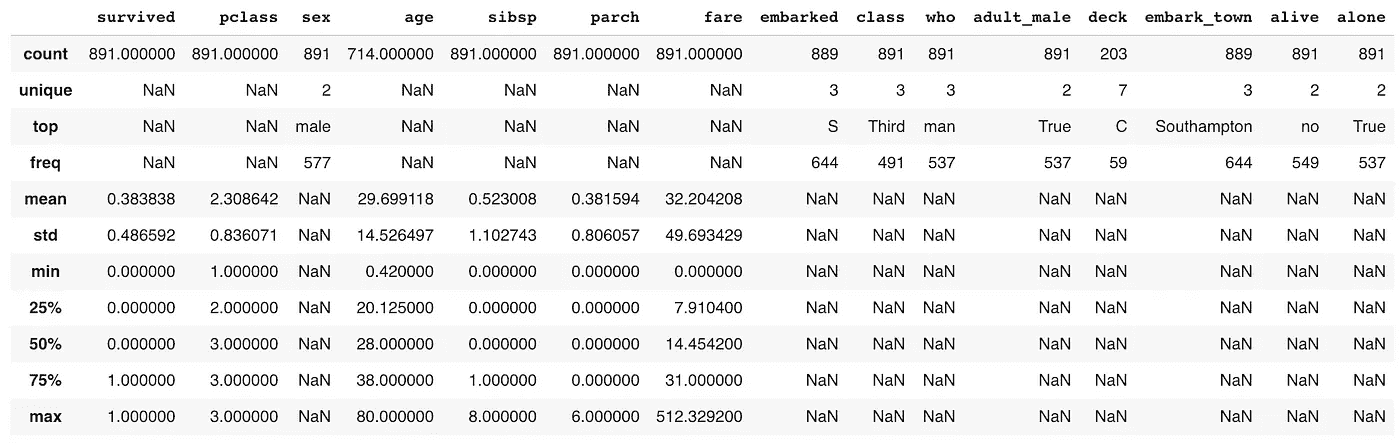 survived pclass sex age sibsp parch fare embarked class who adult_male deck embark_town alive alone
count 891.000000 891.000000 891 714.000000 891.000000 891.000000 891.000000 889 891 891 891 203 889 891 891
unique NaN NaN 2 NaN NaN NaN NaN 3 3 3 2 7 3 2 2
top NaN NaN male NaN NaN NaN NaN S Third man True C Southampton no True
freq NaN NaN 577 NaN NaN NaN NaN 644 491 537 537 59 644 549 537
mean 0.383838 2.308642 NaN 29.699118 0.523008 0.381594 32.204208 NaN NaN NaN NaN NaN NaN NaN NaN
std 0.486592 0.836071 NaN 14.526497 1.102743 0.806057 49.693429 NaN NaN NaN NaN NaN NaN NaN NaN
min 0.000000 1.000000 NaN 0.420000 0.000000 0.000000 0.000000 NaN NaN NaN NaN NaN NaN NaN NaN
25% 0.000000 2.000000 NaN 20.125000 0.000000 0.000000 7.910400 NaN NaN NaN NaN NaN NaN NaN NaN
50% 0.000000 3.000000 NaN 28.000000 0.000000 0.000000 14.454200 NaN NaN NaN NaN NaN NaN NaN NaN
75% 1.000000 3.000000 NaN 38.000000 1.000000 0.000000 31.000000 NaN NaN NaN NaN NaN NaN NaN NaN
max 1.000000 3.000000 NaN 80.000000 8.000000 6.000000 512.329200 NaN NaN NaN NaN NaN NaN NaN NaN